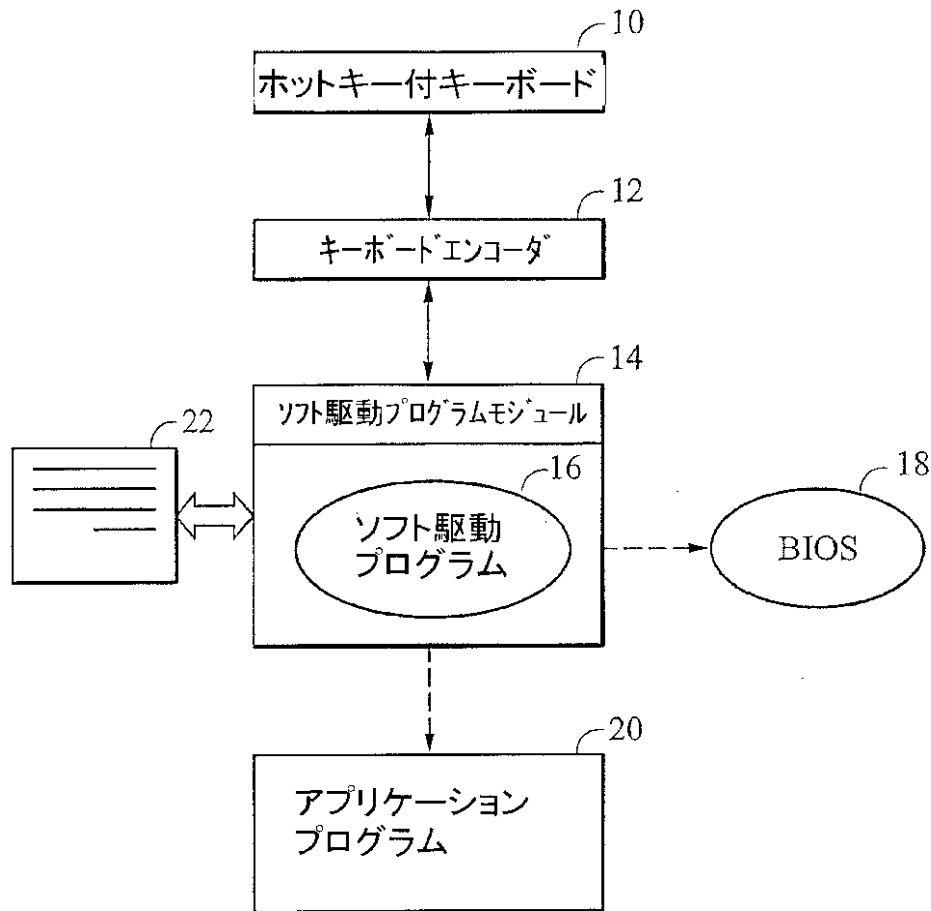 10
ホットキー付キーボード
12
キーボードエンコーダ
14
ソフト駆動プログラムモジュール
22
16
18
ソフト駆動
プログラム
BIOS
20
アプリケーション
プログラム